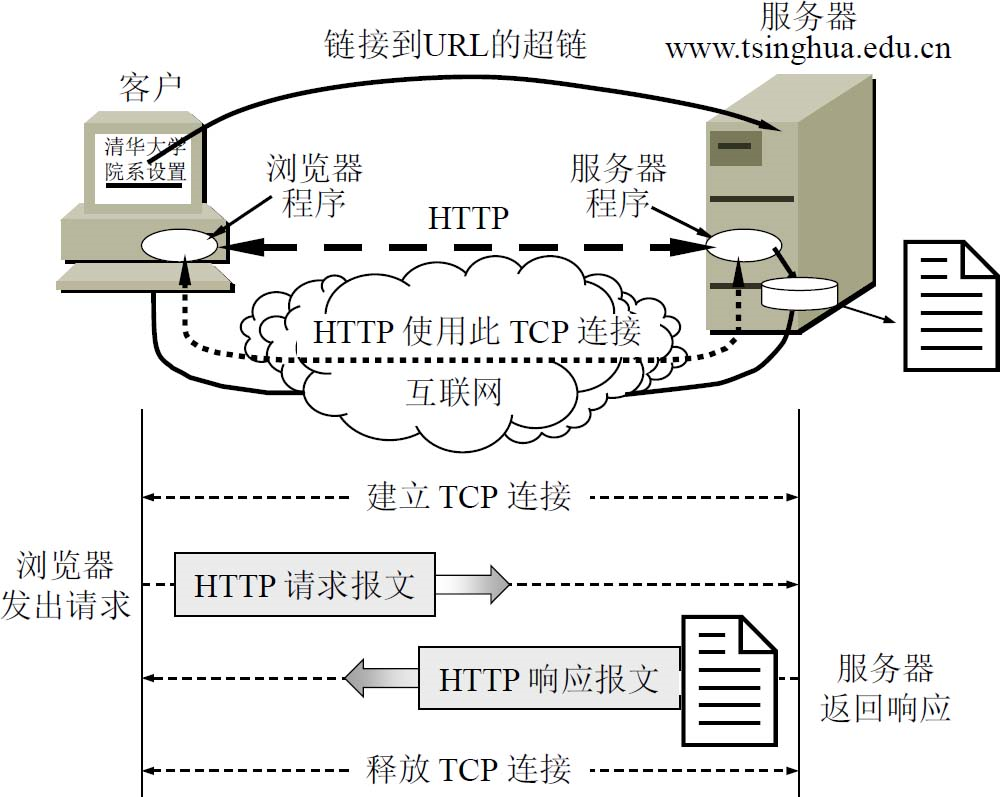 服务器
www.tsinghua.edu.cn
链接到URL的超链
客户
清华大学
院系设置
浏览器
程序
服务器
程序
HTTP
HTTP 使用此 TCP 连接
互联网
建立 TCP 连接
浏览器
发出请求
HTTP 请求报文
HTTP 响应报文
服务器
返回响应
释放 TCP 连接